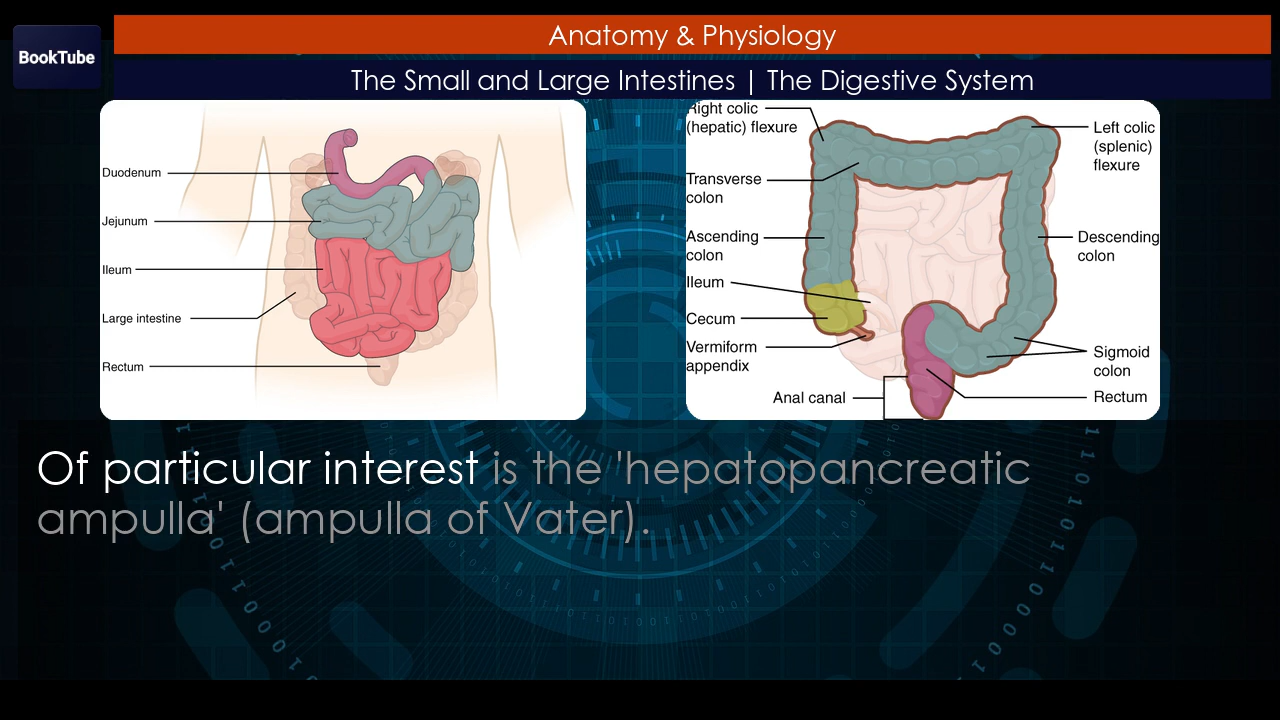 BookTube
Anatomy & Physiology
The Small and Large Intestines | The Digestive System
Duodenum
Jejunum
Ileum
Large intestine
Rectum
Right colic
(hepatic) flexure
Transverse
colon
Ascending
colon
Ileum
Cecum
Vermiform
appendix
Anal canal
Left colic
(splenic)
flexure
Descending
colon
Sigmoid
colon
Rectum
Of particular interest is the 'hepatopancreatic
ampulla' (ampulla of Vater).